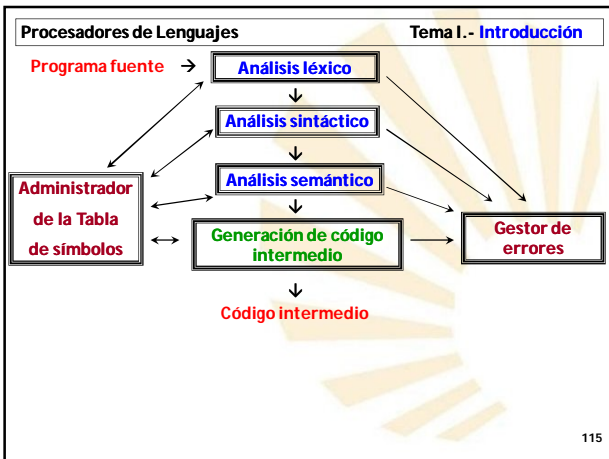 Procesadores de Lenguajes
Tema I.- Introducción
Programa fuente
Análisis léxico
Análisis sintáctico
Análisis semántico
Administrador
de la Tabla
de símbolos
Generación de código
intermedio
Gestor de
errores
Código intermedio
115